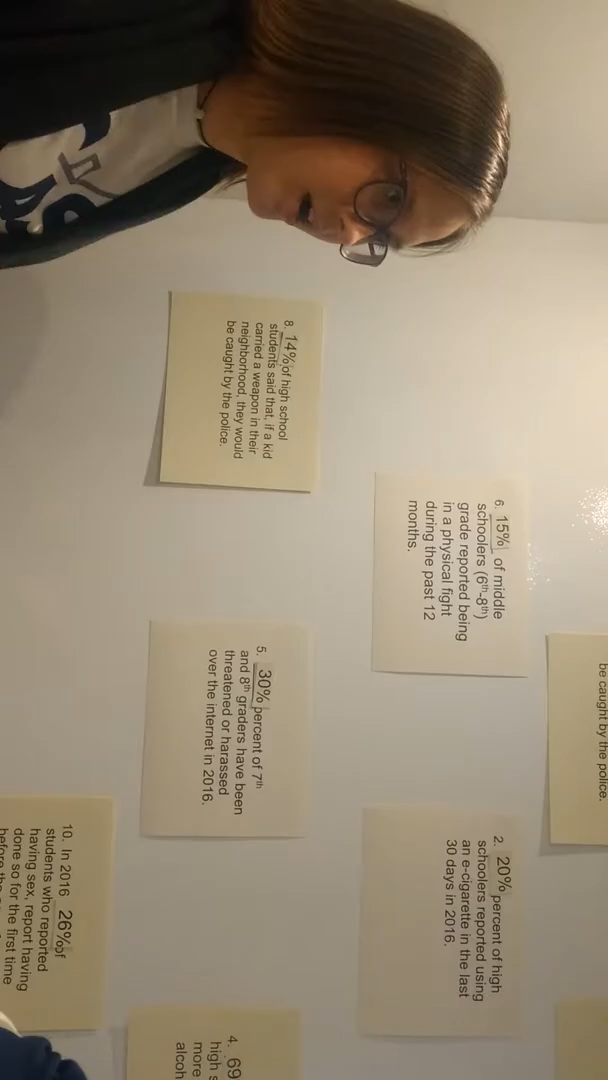 8. 14% of high school
students said that, if a kid
carried a weapon in their
neighborhood, they would
be caught by the police.
6. 15% of middle
schoolers (6th-8th)
grade reported being
in a physical fight
during the past 12
months.
be caught by the police.
5. 30% percent of 7th
and 8th graders have been
threatened or harassed
over the internet in 2016.
2. 20% percent of high
schoolers reported using
an e-cigarette in the last
30 days in 2016.
10. In 2016 26% of
students who reported
having sex, report having
done so for the first time
before the
4. 69
high s
more
alcoh